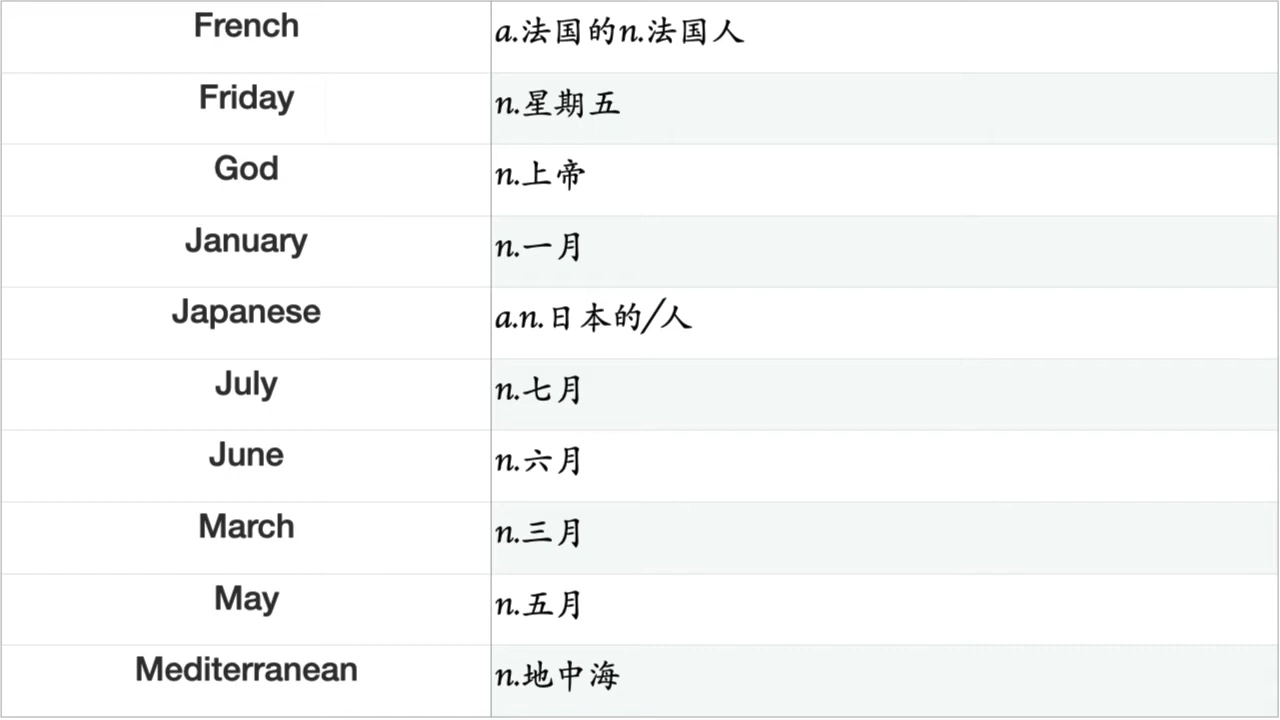 French a.法国的n.法国人
Friday n.星期五
God n.上帝
January n.一月
Japanese a.n.日本的/人
July n.七月
June n.六月
March n.三月
May n.五月
Mediterranean n.地中海